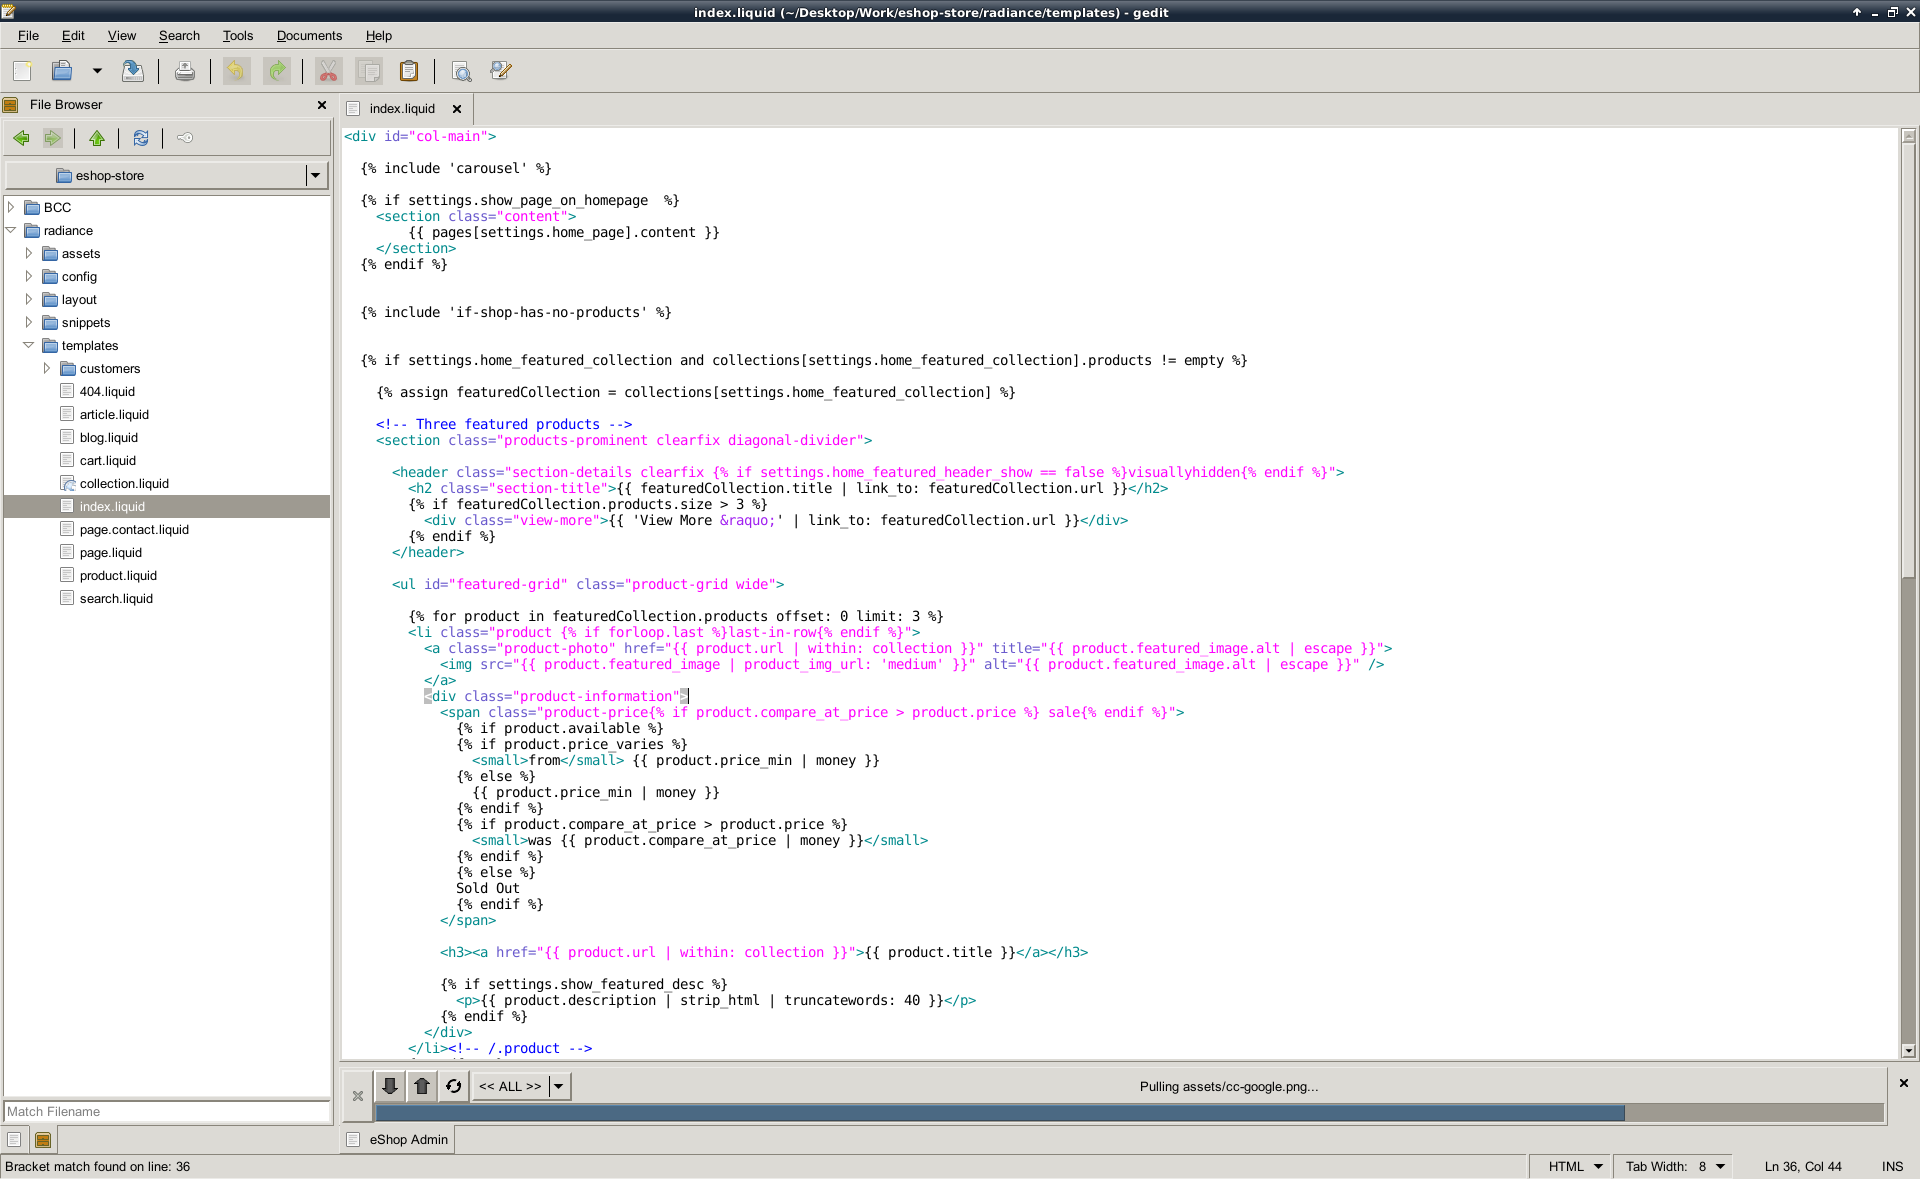 index.liquid (~/Desktop/Work/eshop-store/radiance/templates) - gedit
File Edit View Search Tools Documents Help
File Browser
eshop-store
BCC
radiance
assets
config
layout
snippets
templates
customers
404.liquid
article.liquid
blog.liquid
cart.liquid
collection.liquid
index.liquid
page.contact.liquid
page.liquid
product.liquid
search.liquid
Match Filename
index.liquid
<div id="col-main">
{% include 'carousel' %}
{% if settings.show_page_on_homepage  %}
<section class="content">
{{ pages[settings.home_page].content }}
</section>
{% endif %}
{% include 'if-shop-has-no-products' %}
{% if settings.home_featured_collection and collections[settings.home_featured_collection].products != empty %}
{% assign featuredCollection = collections[settings.home_featured_collection] %}
<!-- Three featured products -->
<section class="products-prominent clearfix diagonal-divider">
<header class="section-details clearfix {% if settings.home_featured_header_show == false %}visuallyhidden{% endif %}">
<h2 class="section-title">{{ featuredCollection.title | link_to: featuredCollection.url }}</h2>
{% if featuredCollection.products.size > 3 %}
<div class="view-more">{{ 'View More &raquo;' | link_to: featuredCollection.url }}</div>
{% endif %}
</header>
<ul id="featured-grid" class="product-grid wide">
{% for product in featuredCollection.products offset: 0 limit: 3 %}
<li class="product {% if forloop.last %}last-in-row{% endif %}">
<a class="product-photo" href="{{ product.url | within: collection }}" title="{{ product.featured_image.alt | escape }}">
<img src="{{ product.featured_image | product_img_url: 'medium' }}" alt="{{ product.featured_image.alt | escape }}" />
</a>
<div class="product-information">
<span class="product-price{% if product.compare_at_price > product.price %} sale{% endif %}">
{% if product.available %}
{% if product.price_varies %}
<small>from</small> {{ product.price_min | money }}
{% else %}
{{ product.price_min | money }}
{% endif %}
{% if product.compare_at_price > product.price %}
<small>was {{ product.compare_at_price | money }}</small>
{% endif %}
{% else %}
Sold Out
{% endif %}
</span>
<h3><a href="{{ product.url | within: collection }}">{{ product.title }}</a></h3>
{% if settings.show_featured_desc %}
<p>{{ product.description | strip_html | truncatewords: 40 }}</p>
{% endif %}
</div>
</li><!-- /.product -->
<< ALL >>
Pulling assets/cc-google.png...
eShop Admin
Bracket match found on line: 36
HTML
Tab Width: 8
Ln 36, Col 44
INS